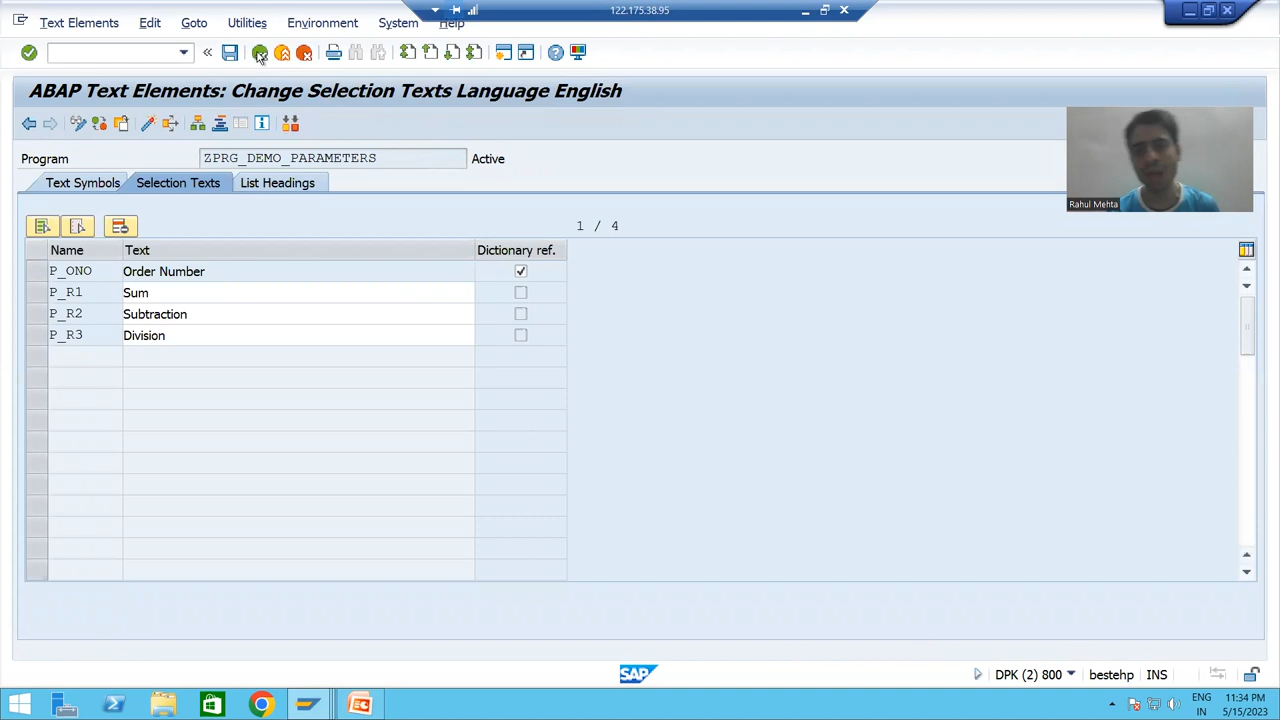 122.175.38.95
Text Elements Edit Goto Utilities Environment System Help
ABAP Text Elements: Change Selection Texts Language English
Program ZPRG_DEMO_PARAMETERS Active
Text Symbols Selection Texts List Headings
1 / 4
Name Text Dictionary ref.
P_ONO Order Number
P_R1 Sum
P_R2 Subtraction
P_R3 Division
Rahul Mehta
SAP DPK (2) 800 bestehp INS
ENG 11:34 PM
IN 5/15/2023